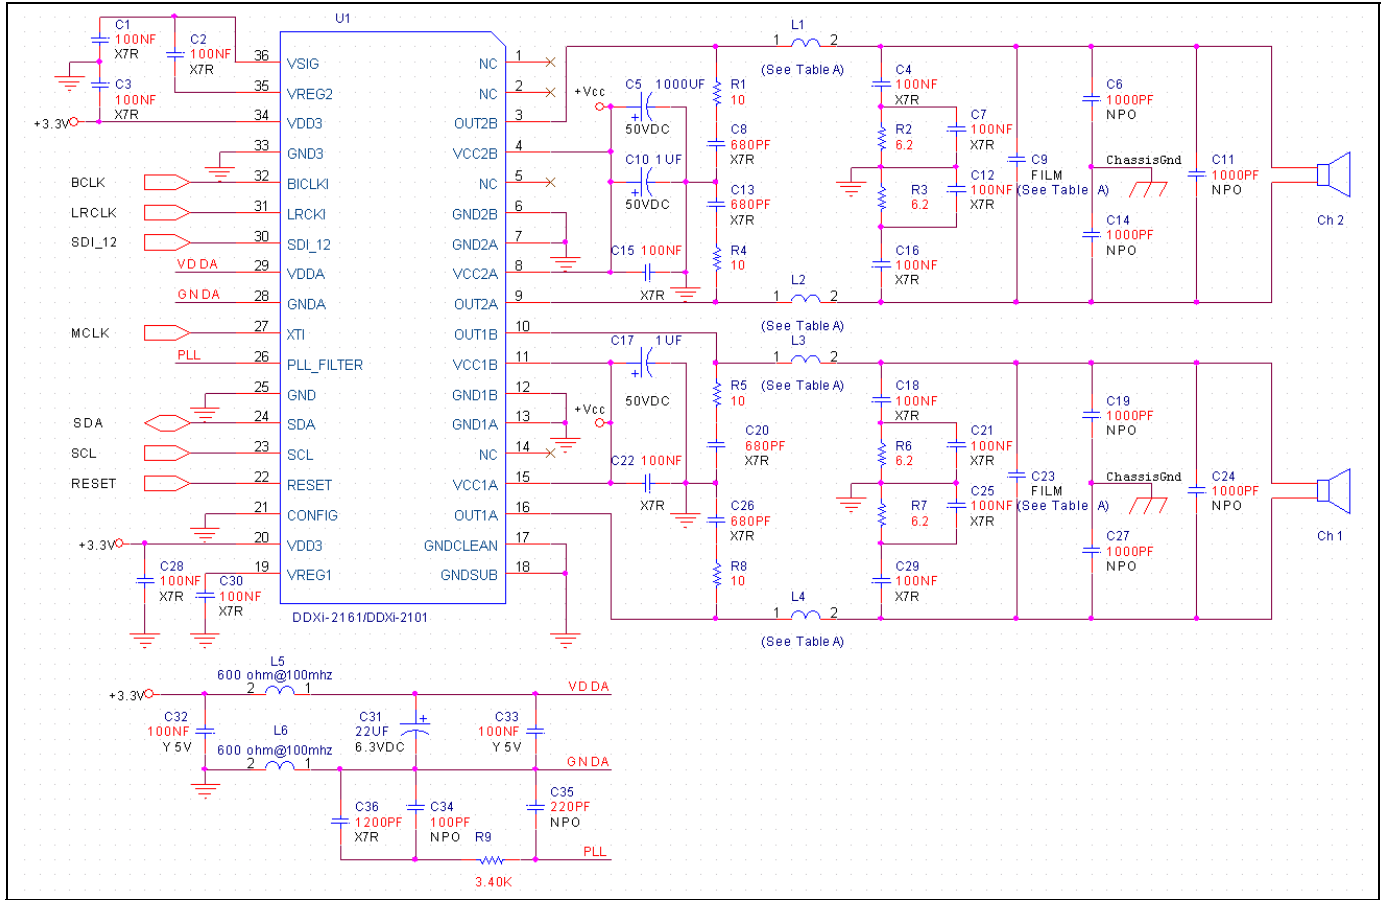 U1
C1
100NF
X7R
C2
100NF
X7R
C3
100NF
X7R
+3.3V
36 VSIG
35 VREG2
34 VDD3
33 GND3
32 BICLKI
31 LRCKI
30 SDI_12
29 VDDA
28 GNDA
27 XTI
26 PLL_FILTER
25 GND
24 SDA
23 SCL
22 RESET
21 CONFIG
20 VDD3
19 VREG1
BCLK
LRCLK
SDI_12
VDDA
GNDA
MCLK
PLL
SDA
SCL
RESET
+3.3V
C28
100NF
X7R
C30
100NF
X7R
NC 1
NC 2
OUT2B 3
VCC2B 4
NC 5
GND2B 6
GND2A 7
VCC2A 8
OUT2A 9
OUT1B 10
VCC1B 11
GND1B 12
GND1A 13
NC 14
VCC1A 15
OUT1A 16
GNDCLEAN 17
GNDSUB 18
DDXi-2161/DDXi-2101
+Vcc
C5 1000UF
+
50VDC
C10 1UF
+
50VDC
C15 100NF
X7R
R1
10
C8
680PF
X7R
C13
680PF
X7R
R4
10
L1
1 2
(See Table A)
L2
1 2
(See Table A)
C4
100NF
X7R
R2
6.2
C7
100NF
X7R
R3
6.2
C12
100NF
X7R
C16
100NF
X7R
C9
FILM
(See Table A)
C6
1000PF
NPO
ChassisGnd
C14
1000PF
NPO
C11
1000PF
NPO
Ch 2
C17 1UF
+
50VDC
+Vcc
C22 100NF
X7R
L3
1 2
(See Table A)
R5
10
C20
680PF
X7R
C26
680PF
X7R
R8
10
L4
1 2
(See Table A)
C18
100NF
X7R
R6
6.2
C21
100NF
X7R
R7
6.2
C25
100NF
X7R
C29
100NF
X7R
C23
FILM
(See Table A)
C19
1000PF
NPO
ChassisGnd
C27
1000PF
NPO
C24
1000PF
NPO
Ch 1
L5
600 ohm@100mhz
2 1
+3.3V
VDDA
C32
100NF
Y5V
L6
600 ohm@100mhz
2 1
C31
22UF
6.3VDC
+
C33
100NF
Y5V
GNDA
C36
1200PF
X7R
C34
100PF
NPO
C35
220PF
NPO
R9
3.40K
PLL